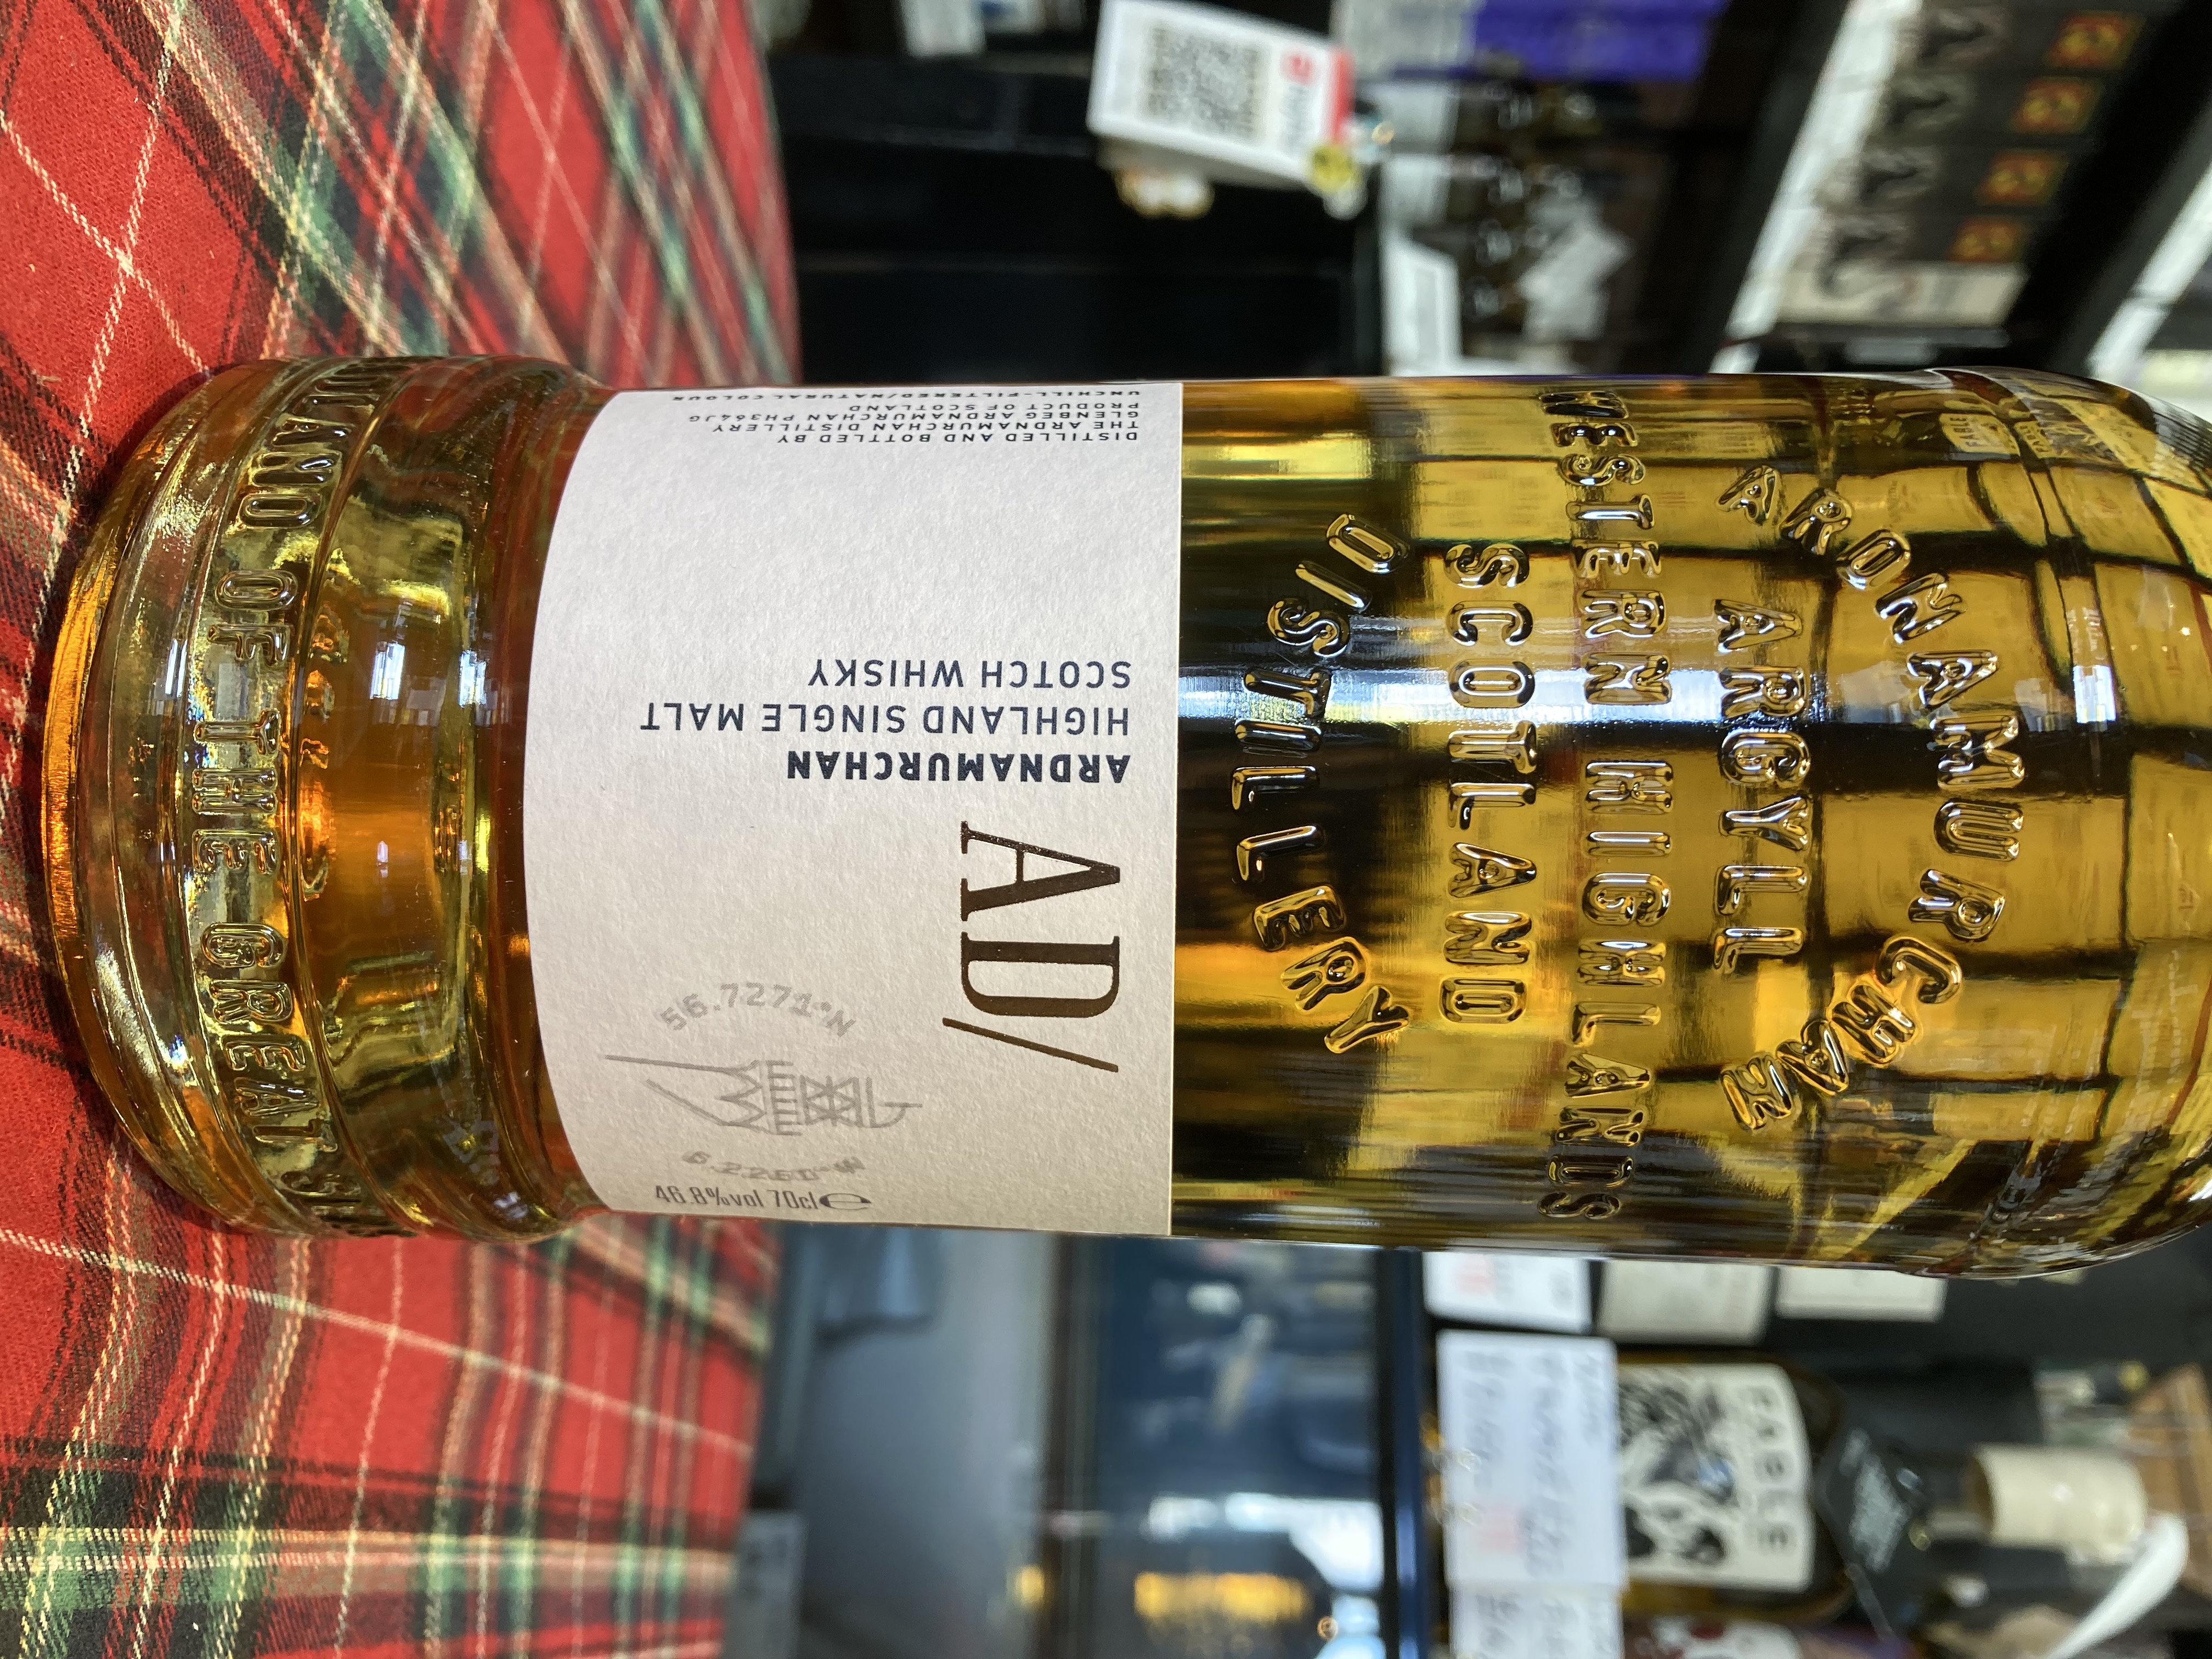 ARDNAMURCHAN
ARGYLL
WESTERN HIGHLANDS
SCOTLAND
DISTILLERY
AD/
ARDNAMURCHAN
HIGHLAND SINGLE MALT
SCOTCH WHISKY
DISTILLED AND BOTTLED BY
THE ARDNAMURCHAN DISTILLERY
GLENBEG ARDNAMURCHAN PH364JG
PRODUCT OF SCOTLAND
UNCHILL-FILTERED/NATURAL COLOUR
56.7271°N
46.8%vol 70cl e
LAND OF THE GREAT
FABLE